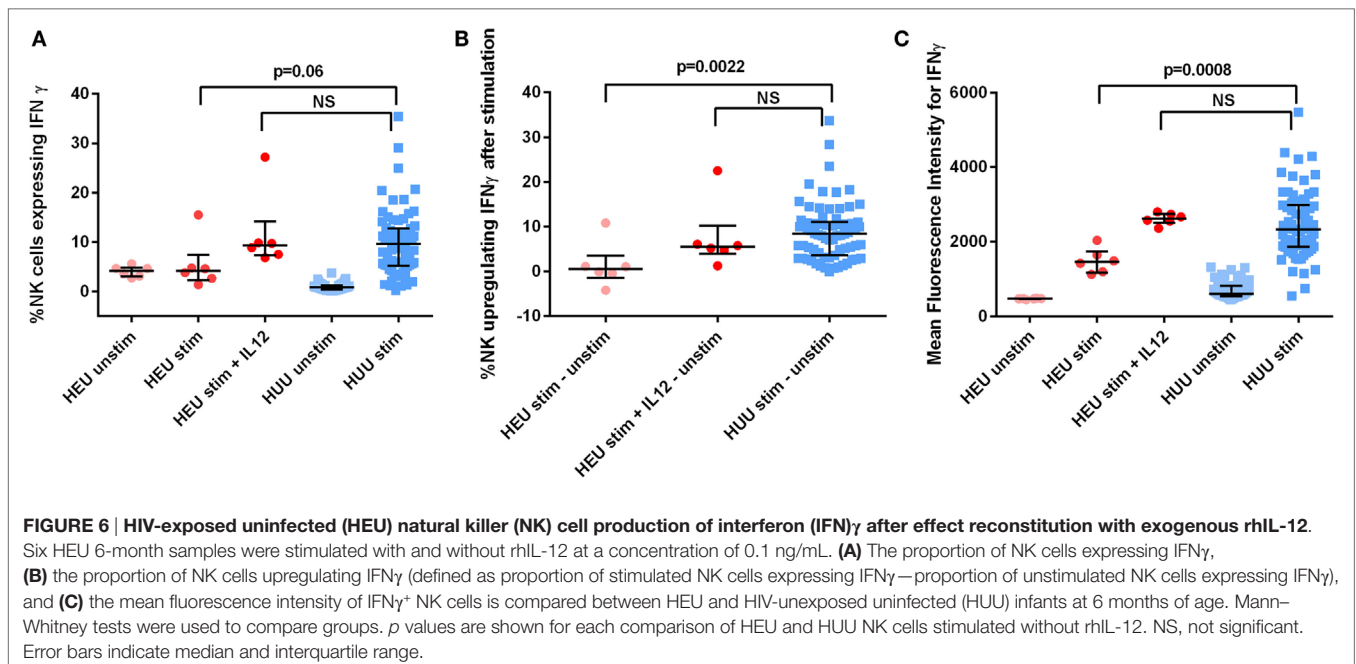 A
B
C
p=0.06
NS
%NK cells expressing IFN γ
40
30
20
10
0
HEU unstim
HEU stim
HEU stim + IL12
HUU unstim
HUU stim
p=0.0022
NS
%NK upregulating IFNγ after stimulation
40
30
20
10
0
-10
HEU stim - unstim
HEU stim + IL12 - unstim
HUU stim - unstim
p=0.0008
NS
Mean Fluorescence Intensity for IFNγ
6000
4000
2000
0
HEU unstim
HEU stim
HEU stim + IL12
HUU unstim
HUU stim
FIGURE 6 | HIV-exposed uninfected (HEU) natural killer (NK) cell production of interferon (IFN)γ after effect reconstitution with exogenous rhIL-12.
Six HEU 6-month samples were stimulated with and without rhIL-12 at a concentration of 0.1 ng/mL. (A) The proportion of NK cells expressing IFNγ,
(B) the proportion of NK cells upregulating IFNγ (defined as proportion of stimulated NK cells expressing IFNγ—proportion of unstimulated NK cells expressing IFNγ),
and (C) the mean fluorescence intensity of IFNγ⁺ NK cells is compared between HEU and HIV-unexposed uninfected (HUU) infants at 6 months of age. Mann–
Whitney tests were used to compare groups. p values are shown for each comparison of HEU and HUU NK cells stimulated without rhIL-12. NS, not significant.
Error bars indicate median and interquartile range.